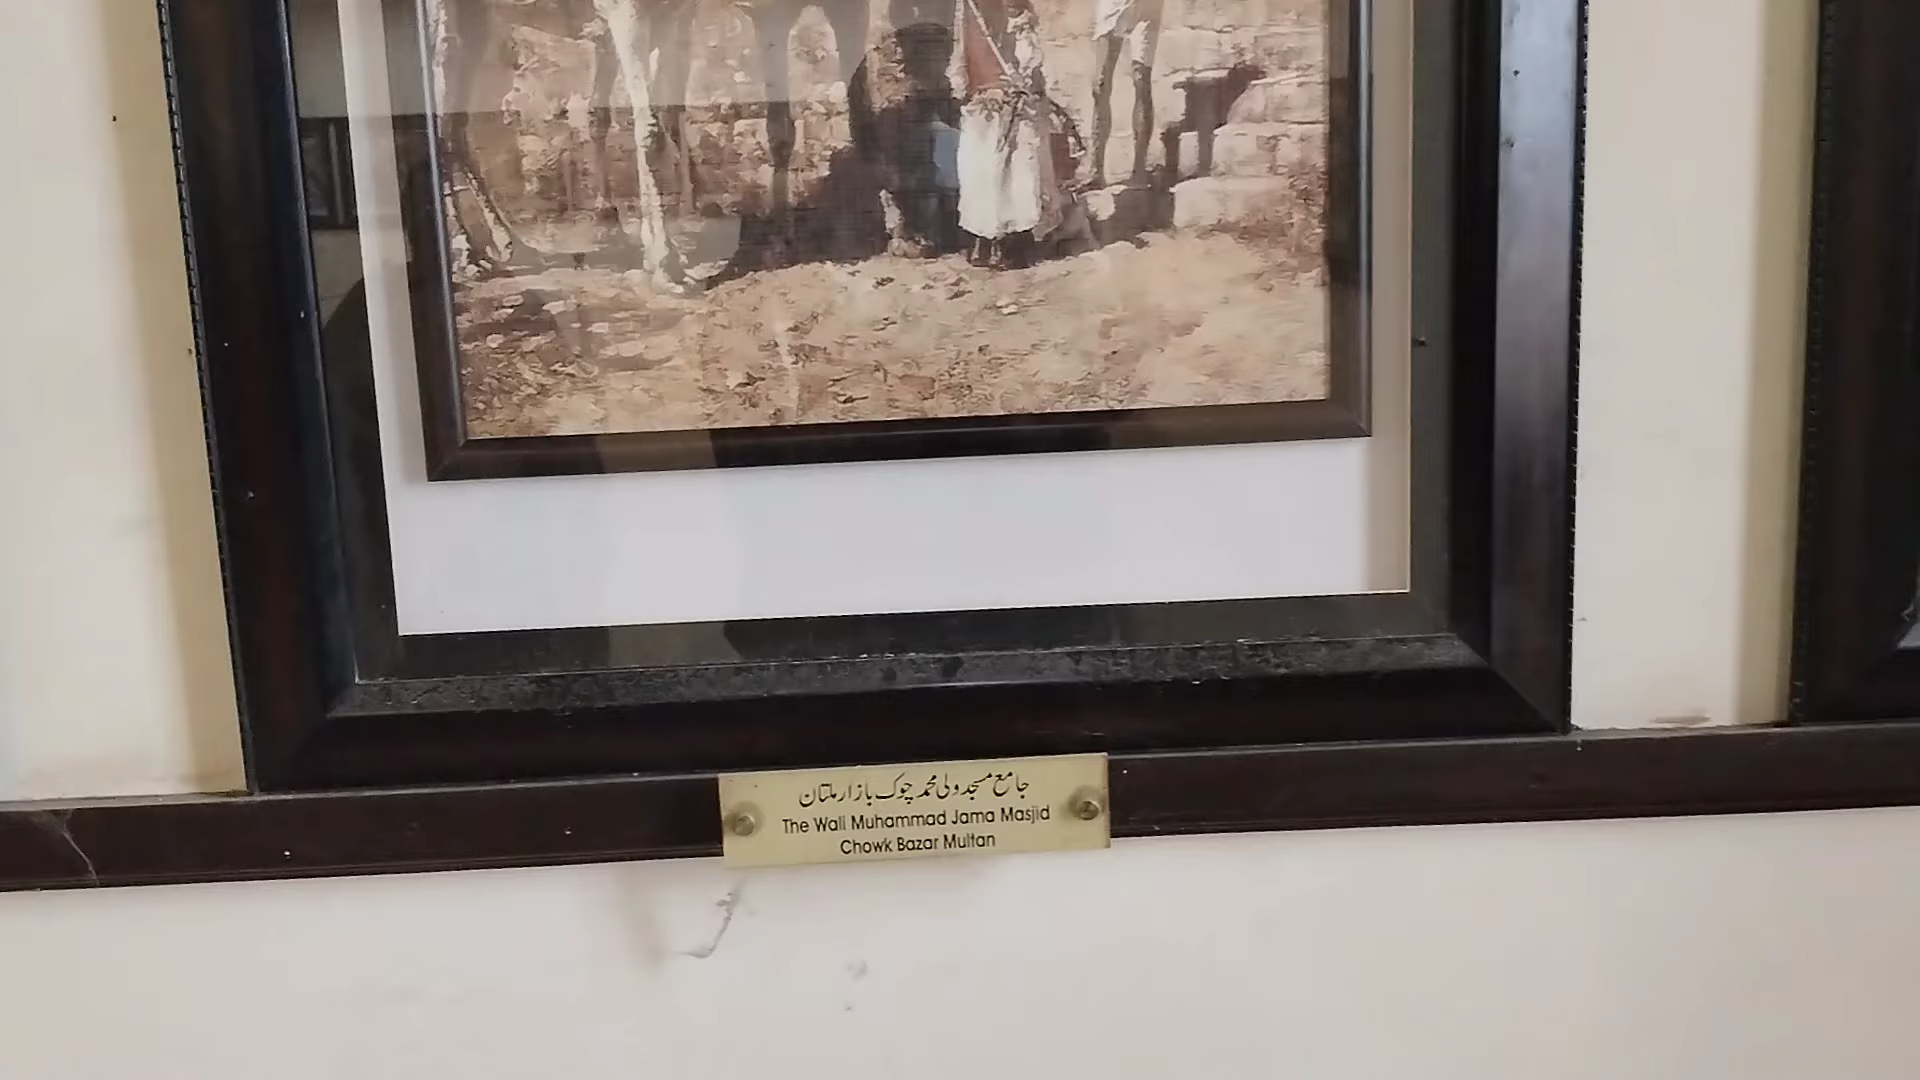 جامع مسجد ولی محمد چوک بازار ملتان
The Wali Muhammad Jama Masjid
Chowk Bazar Multan